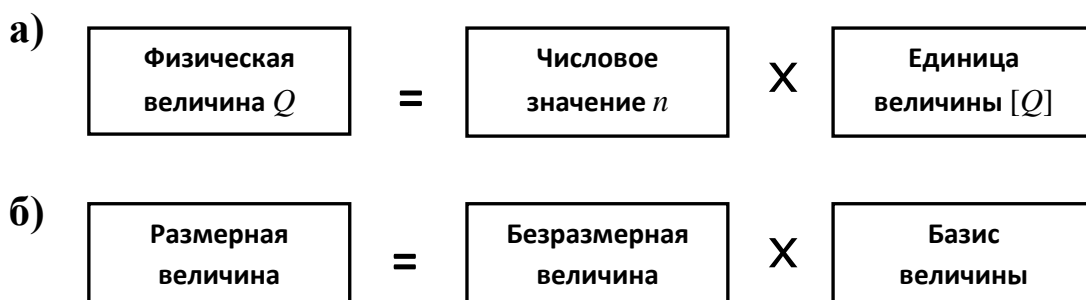 а)
Физическая
величина Q
=
Числовое
значение n
X
Единица
величины [Q]
б)
Размерная
величина
=
Безразмерная
величина
X
Базис
величины